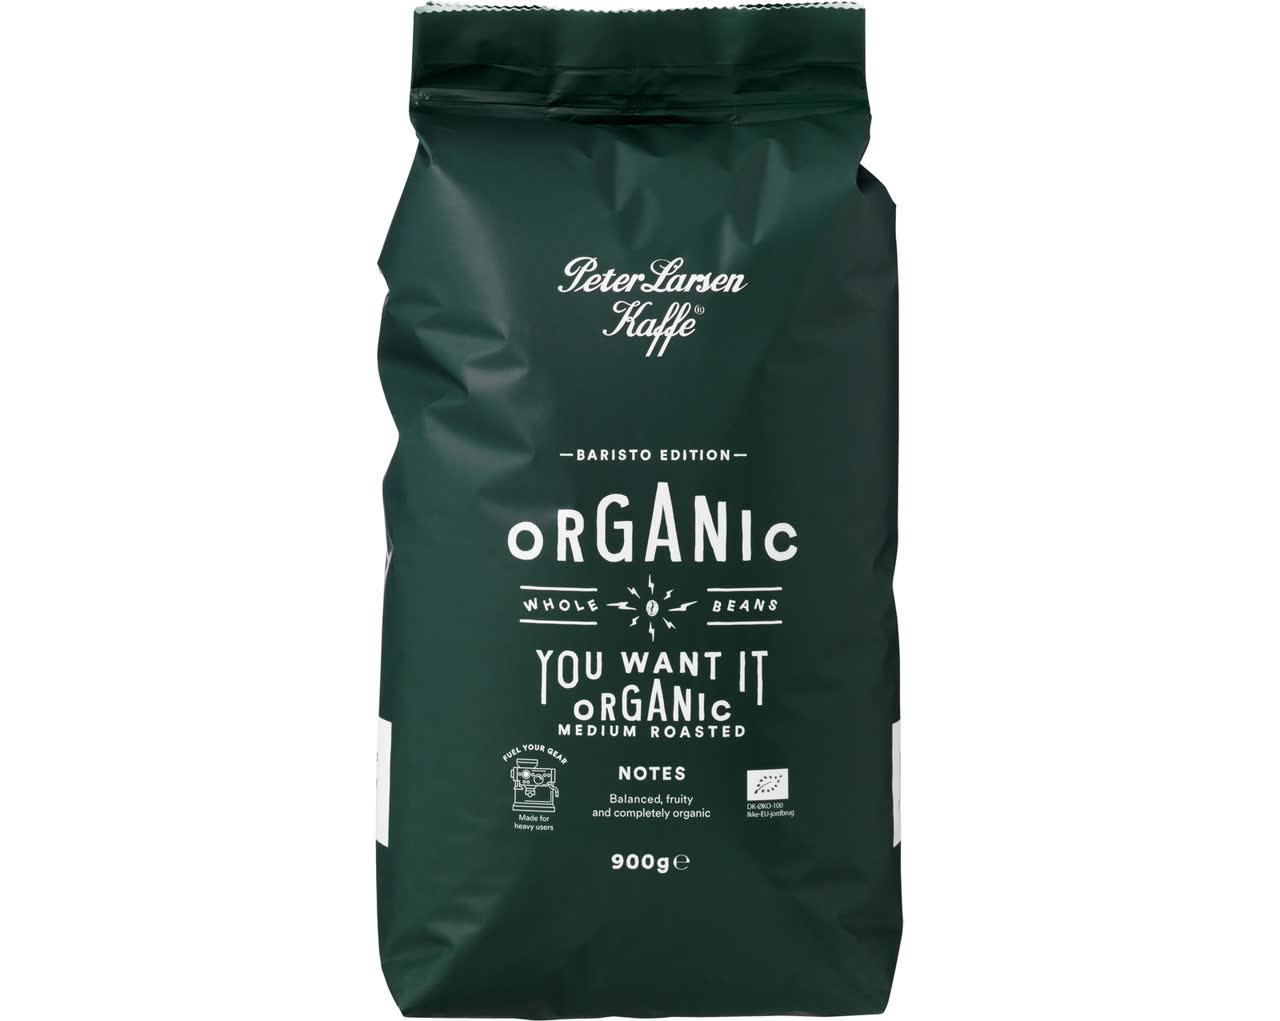 Peter Larsen
Kaffe®
—BARISTO EDITION—
ORGANIC
WHOLE BEANS
YOU WANT IT
ORGANIC
MEDIUM ROASTED
FUEL YOUR GEAR
Made for
heavy users
NOTES
Balanced, fruity
and completely organic
DK-ØKO-100
Ikke-EU-jordbrug
900g℮